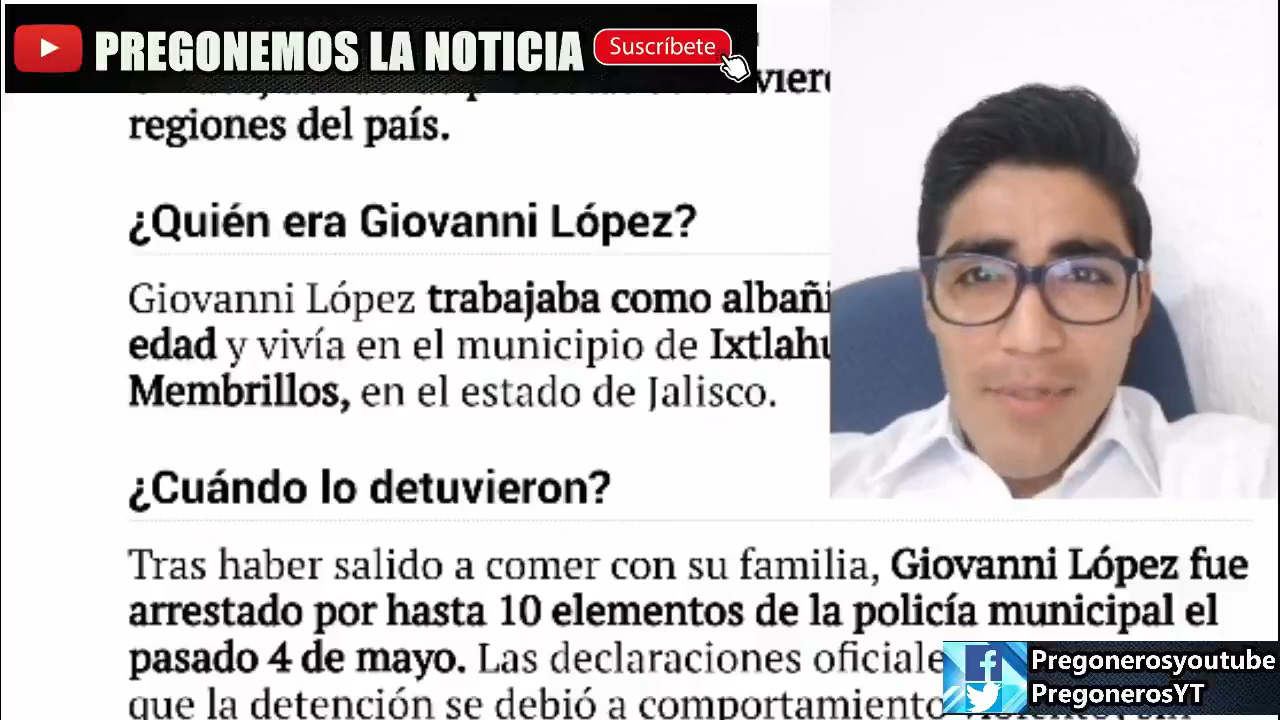 PREGONEMOS LA NOTICIA Suscríbete
regiones del país.
¿Quién era Giovanni López?
Giovanni López trabajaba como albañi
edad y vivía en el municipio de Ixtlahu
Membrillos, en el estado de Jalisco.
¿Cuándo lo detuvieron?
Tras haber salido a comer con su familia, Giovanni López fue
arrestado por hasta 10 elementos de la policía municipal el
pasado 4 de mayo. Las declaraciones oficiale
que la detención se debió a comportamiento
Pregonerosyoutube
PregonerosYT